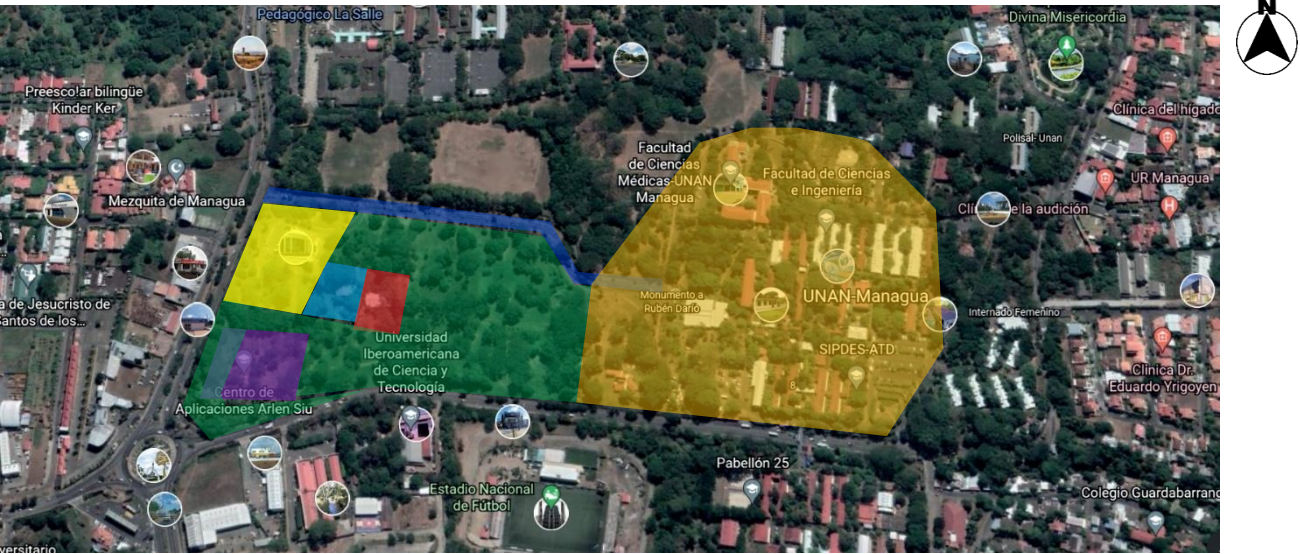 Pedagógico La Salle
Divina Misericordia
N
Preescolar bilingüe
Kinder Ker
Clínica del hígado
Polisal- Unan
Facultad
de Ciencias
Médicas UNAN
Managua
Facultad de Ciencias
e Ingeniería
UR Managua
Mezquita de Managua
Clí e la audición
Monumento a
Rubén Darío
UNAN-Managua
a de Jesucristo de
Santos de los...
Internado Femenino
Universidad
Iberoamericana
de Ciencia y
Tecnología
SIPDES-ATD
Clínica Dr.
Eduardo Yrigoyen
8
Centro de
Aplicaciones Arlen Siu
Pabellón 25
Estadio Nacional
de Fútbol
Colegio Guardabarranc
versitario